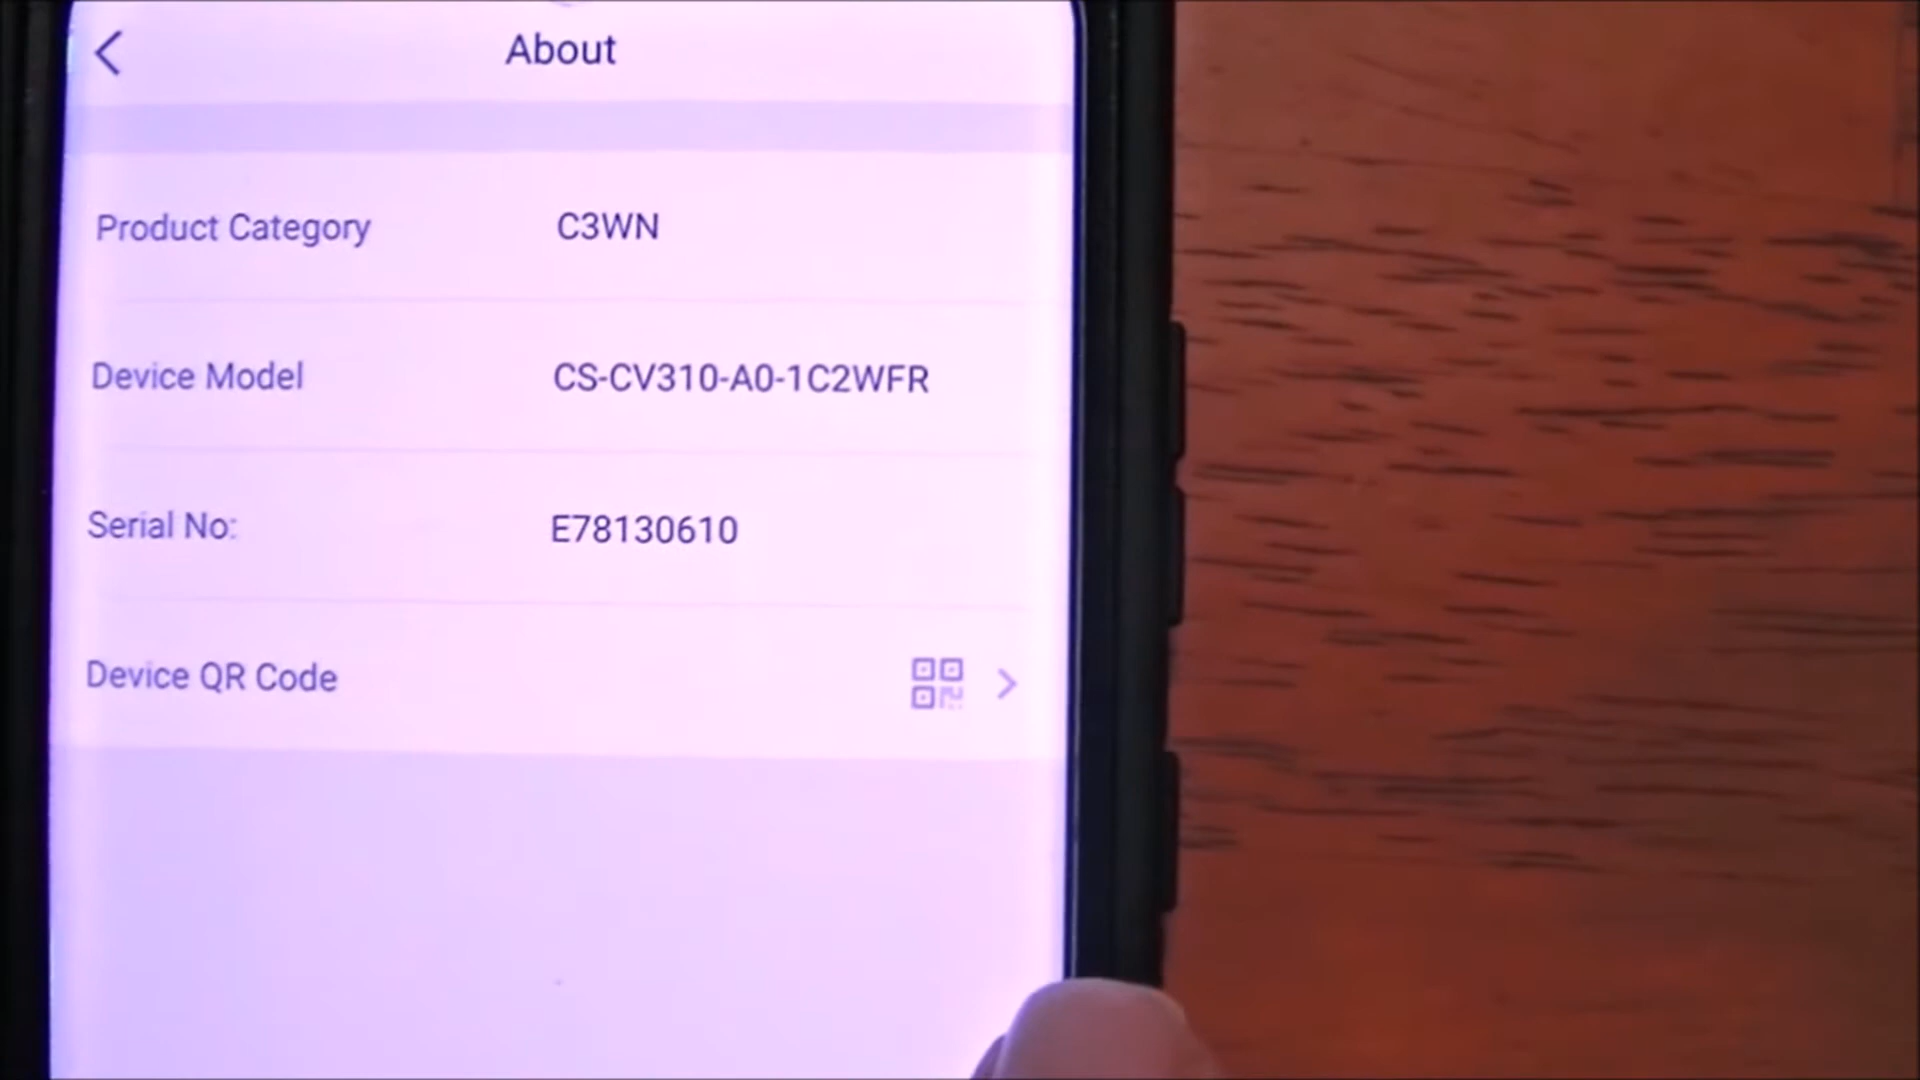 About
Product Category C3WN
Device Model CS-CV310-A0-1C2WFR
Serial No: E78130610
Device QR Code